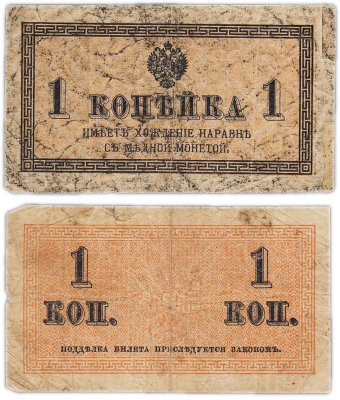 1 КОПѢЙКА 1
ИМѢЕТЪ ХОЖДЕНІЕ НАРАВНѢ
СЪ МѢДНОЙ МОНЕТОЙ.
1 1
КОП. КОП.
ПОДДѢЛКА БИЛЕТА ПРЕСЛѢДУЕТСЯ ЗАКОНОМЪ.